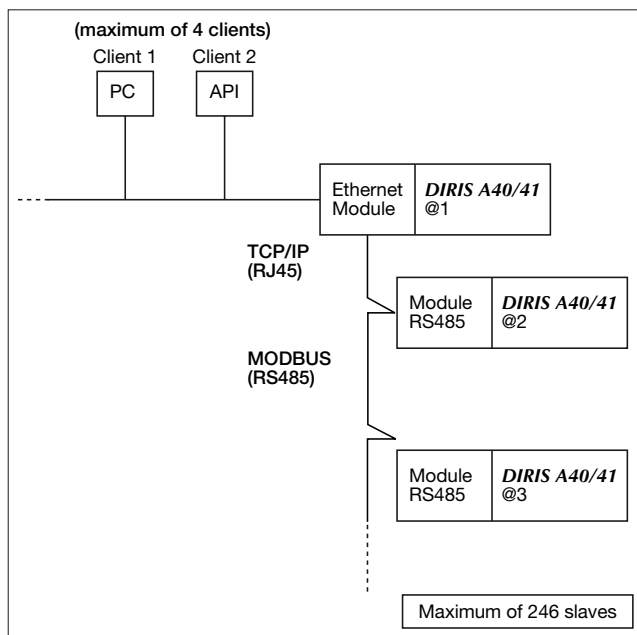 (maximum of 4 clients)
Client 1
Client 2
PC
API
Ethernet
Module
DIRIS A40/41
@1
TCP/IP
(RJ45)
Module
RS485
DIRIS A40/41
@2
MODBUS
(RS485)
Module
RS485
DIRIS A40/41
@3
Maximum of 246 slaves